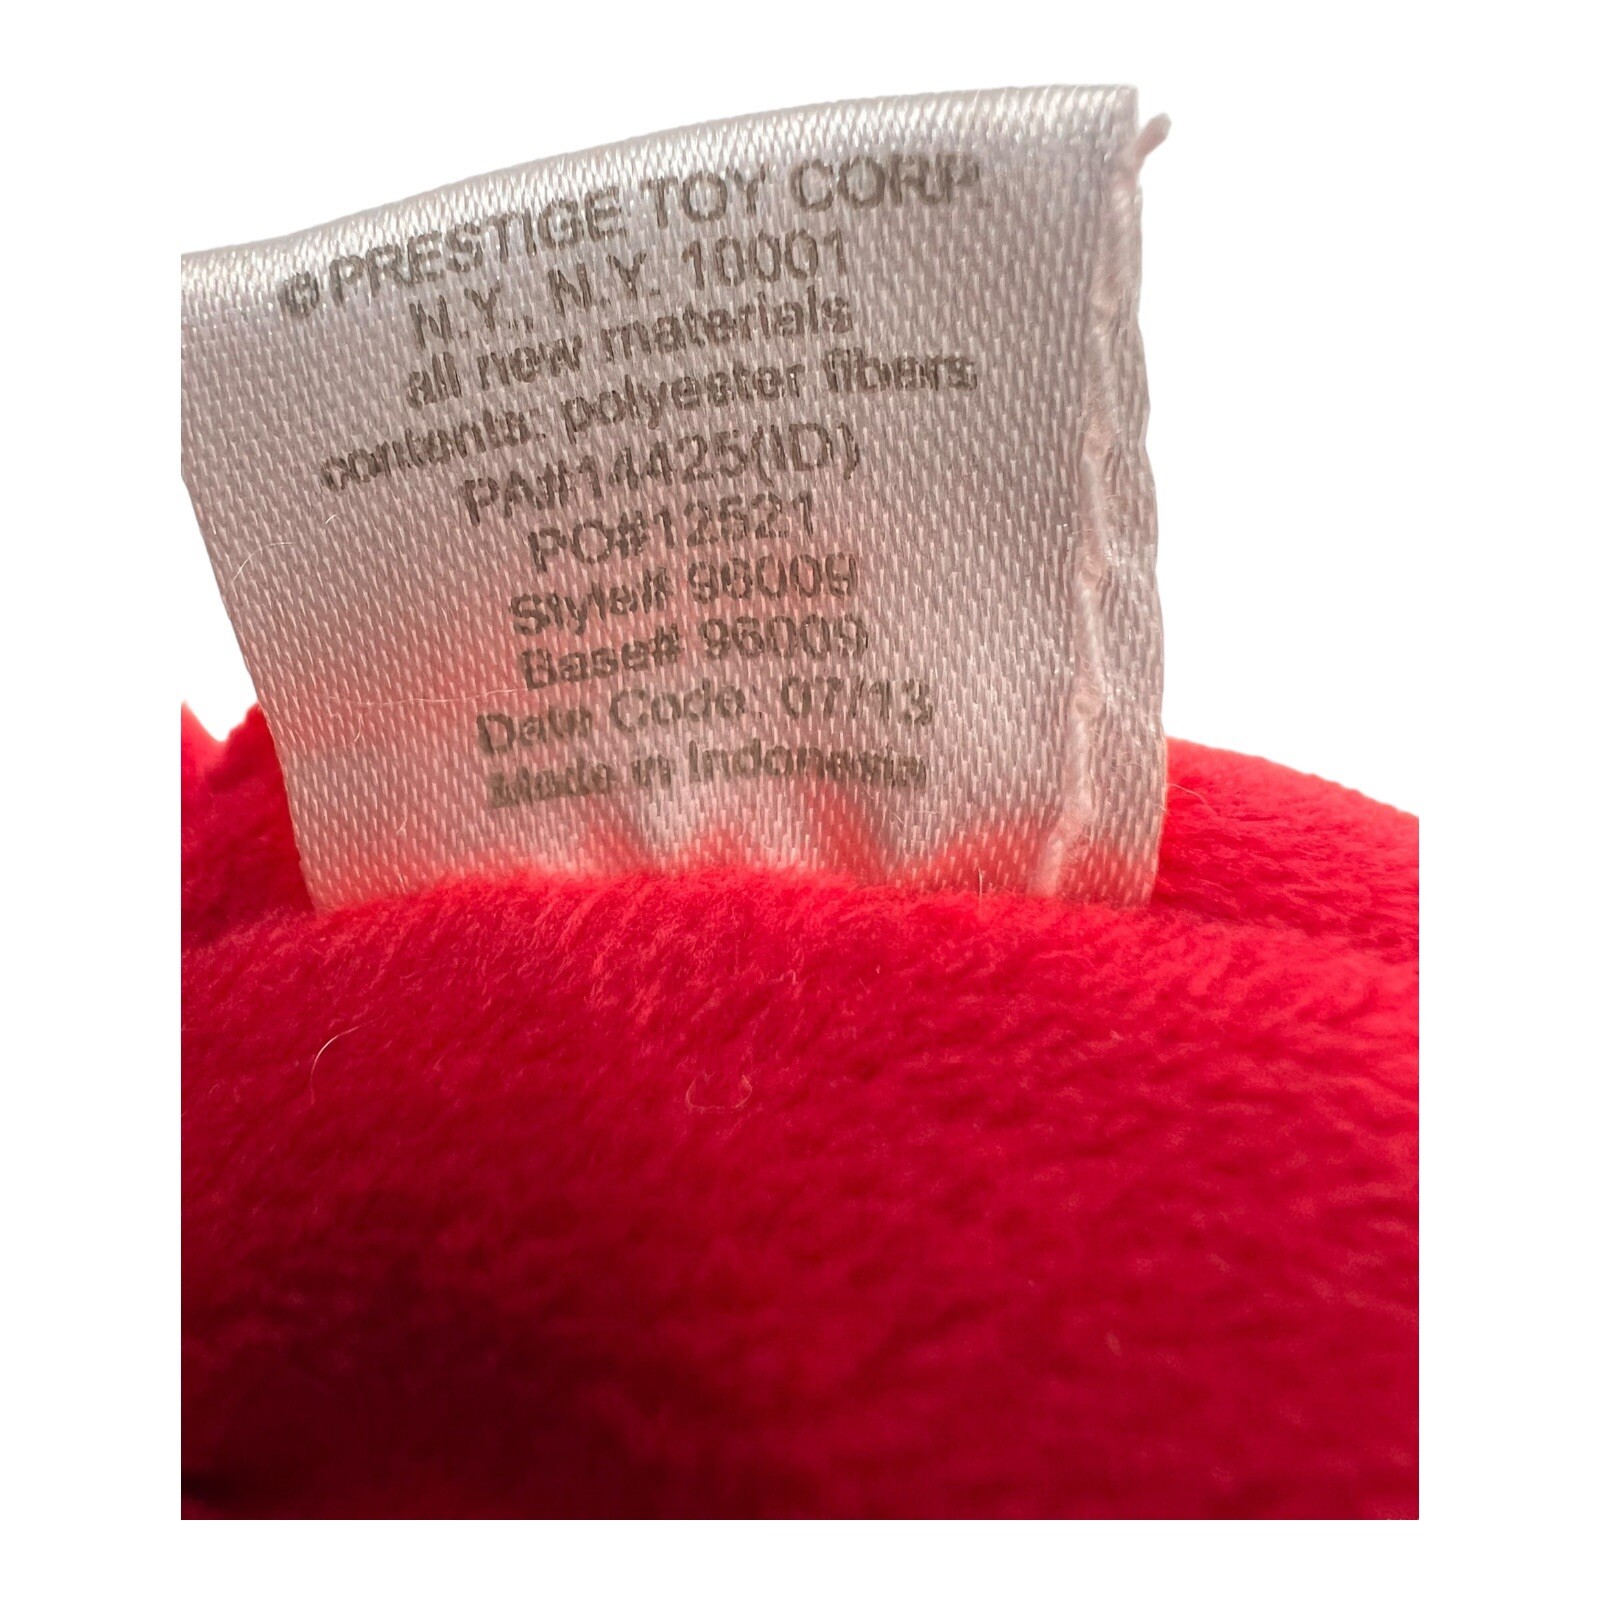 © PRESTIGE TOY CORP.
N.Y., N.Y. 10001
all new materials
contents: polyester fibers
PA#14425(ID)
PO#12521
Style# 96009
Base# 96009
Date Code: 07/13
Made in Indonesia